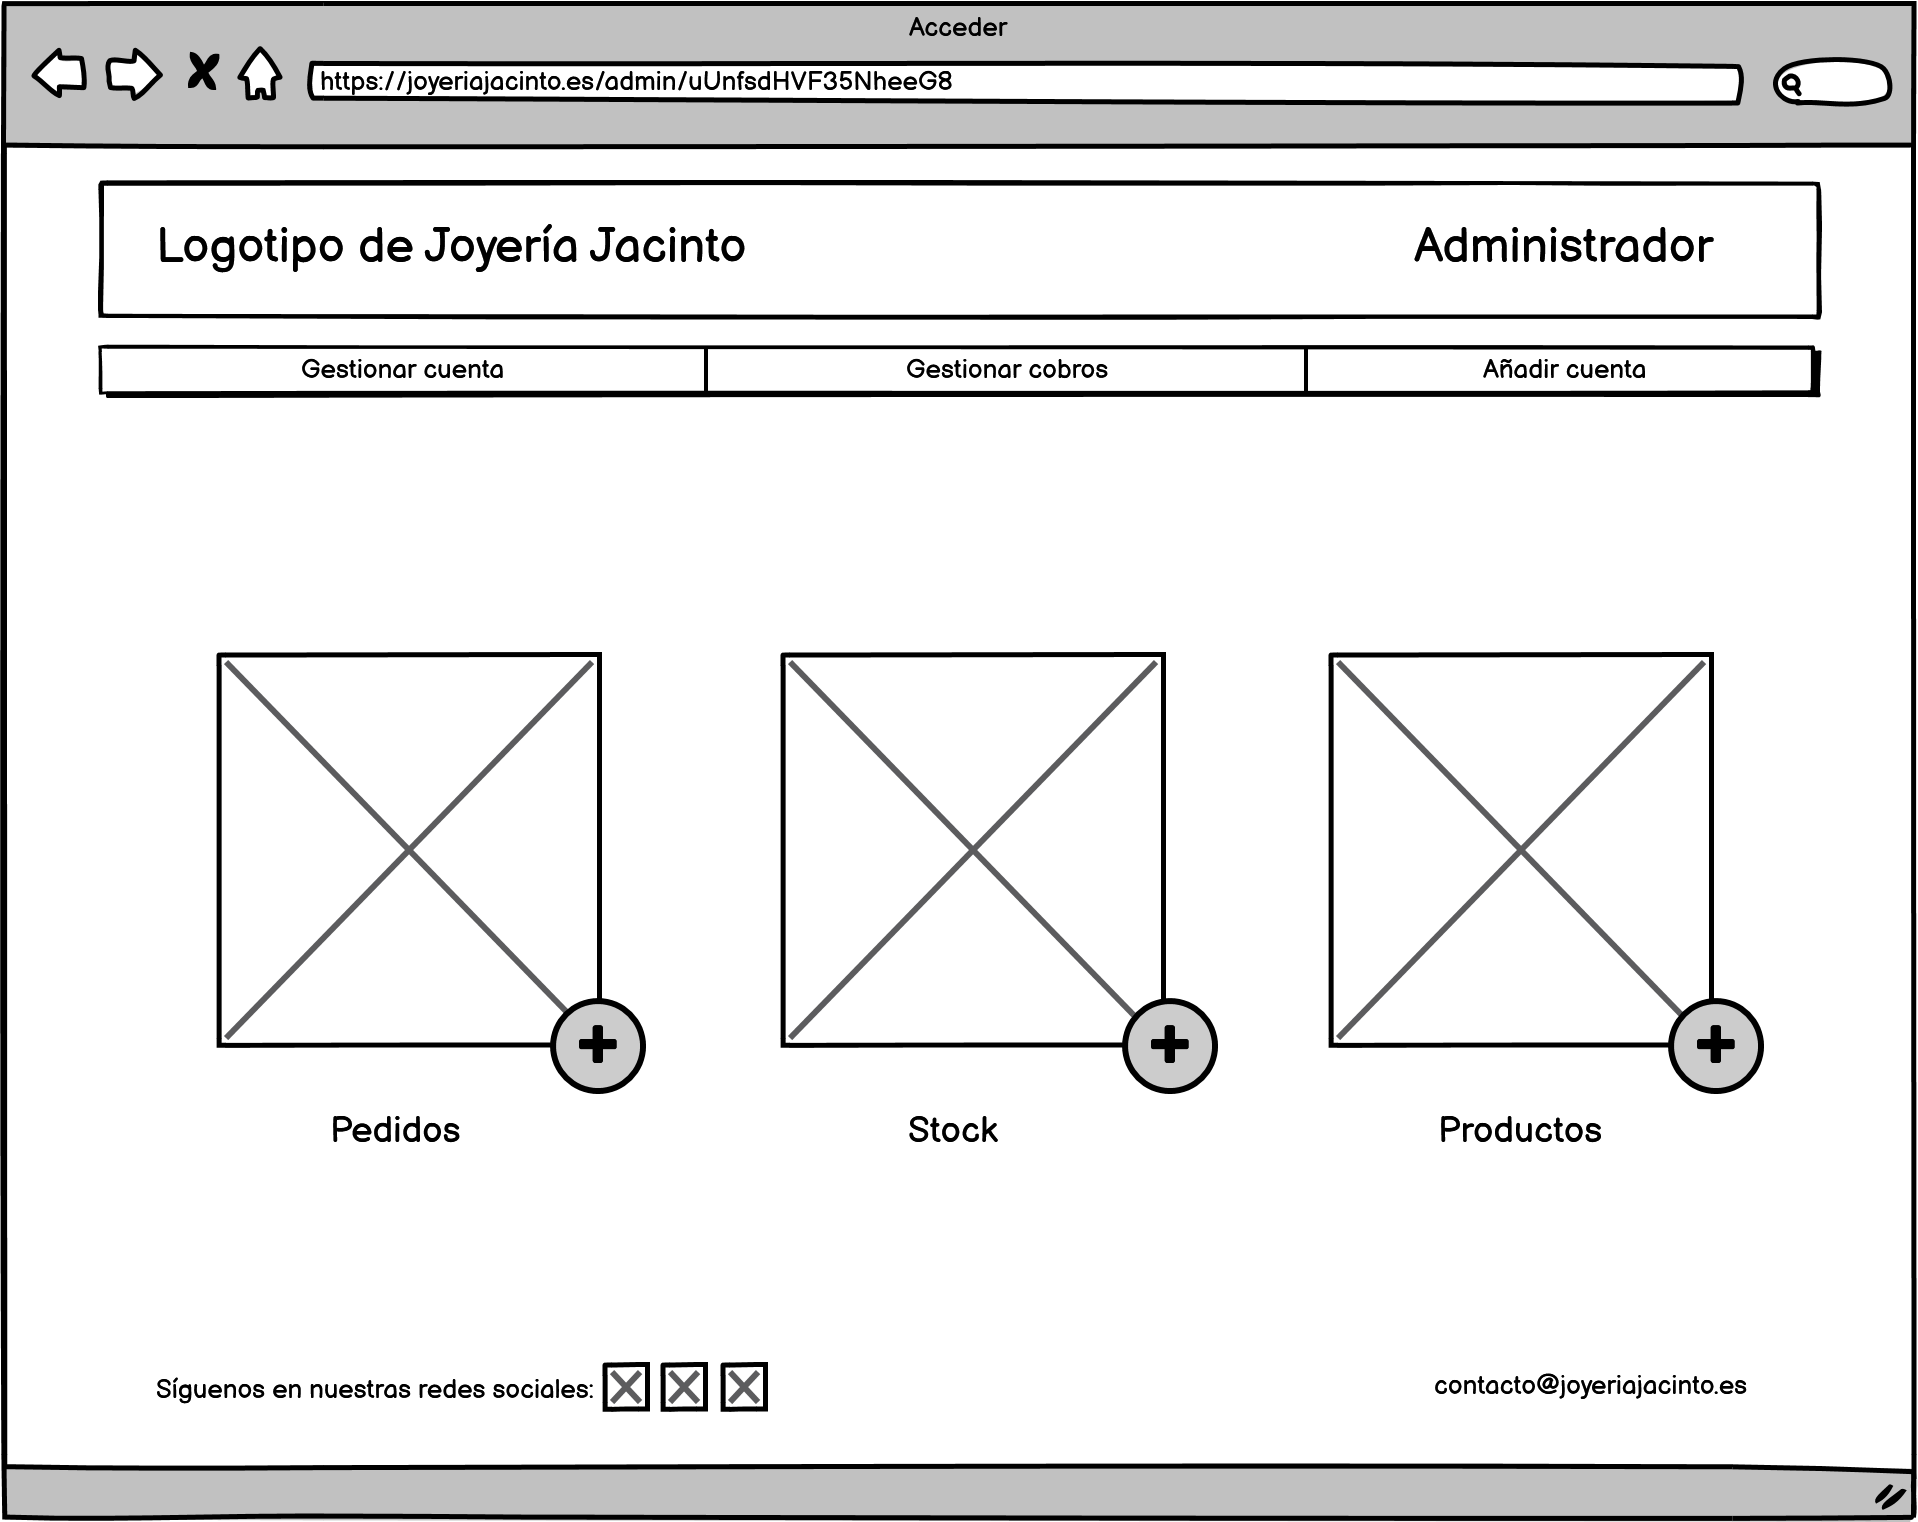 Acceder
https://joyeriajacinto.es/admin/uUnfsdHVF35NheeG8
Logotipo de Joyería Jacinto
Administrador
Gestionar cuenta
Gestionar cobros
Añadir cuenta
Pedidos
Stock
Productos
Síguenos en nuestras redes sociales:
contacto@joyeriajacinto.es